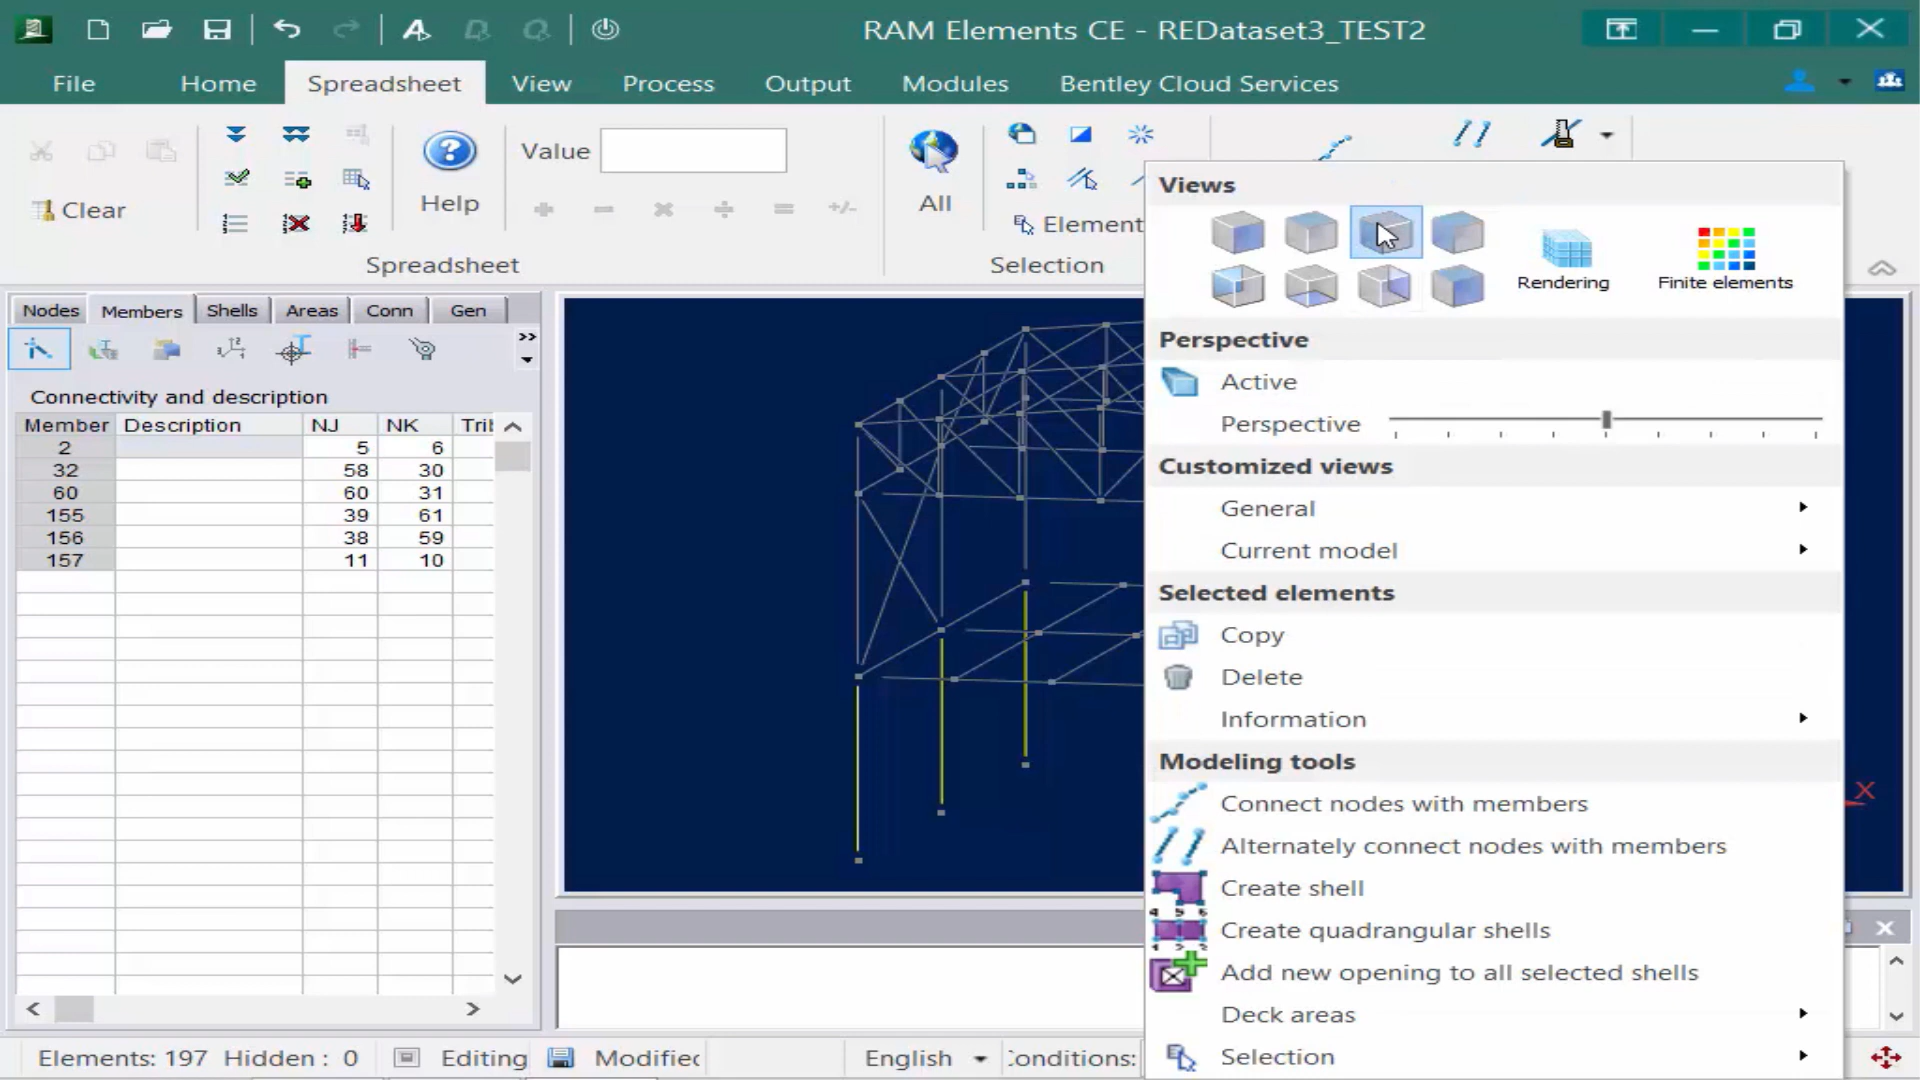 RAM Elements CE - REDataset3_TEST2
File Home Spreadsheet View Process Output Modules Bentley Cloud Services
Clear
Help
Value
All
Element
Spreadsheet
Selection
Nodes Members Shells Areas Conn Gen
Connectivity and description
Member Description NJ NK
2 5 6
32 58 30
60 60 31
155 39 61
156 38 59
157 11 10
Views
Rendering
Finite elements
Perspective
Active
Perspective
Customized views
General
Current model
Selected elements
Copy
Delete
Information
Modeling tools
Connect nodes with members
Alternately connect nodes with members
Create shell
Create quadrangular shells
Add new opening to all selected shells
Deck areas
Selection
X
Elements: 197 Hidden : 0 Editing English